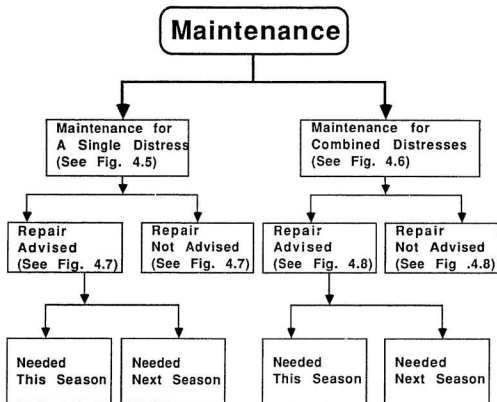 Maintenance
Maintenance for
A Single Distress
(See Fig. 4.5)
Maintenance for
Combined Distresses
(See Fig. 4.6)
Repair
Advised
(See Fig. 4.7)
Repair
Not Advised
(See Fig. 4.7)
Repair
Advised
(See Fig. 4.8)
Repair
Not Advised
(See Fig .4.8)
Needed
This Season
Needed
Next Season
Needed
This Season
Needed
Next Season